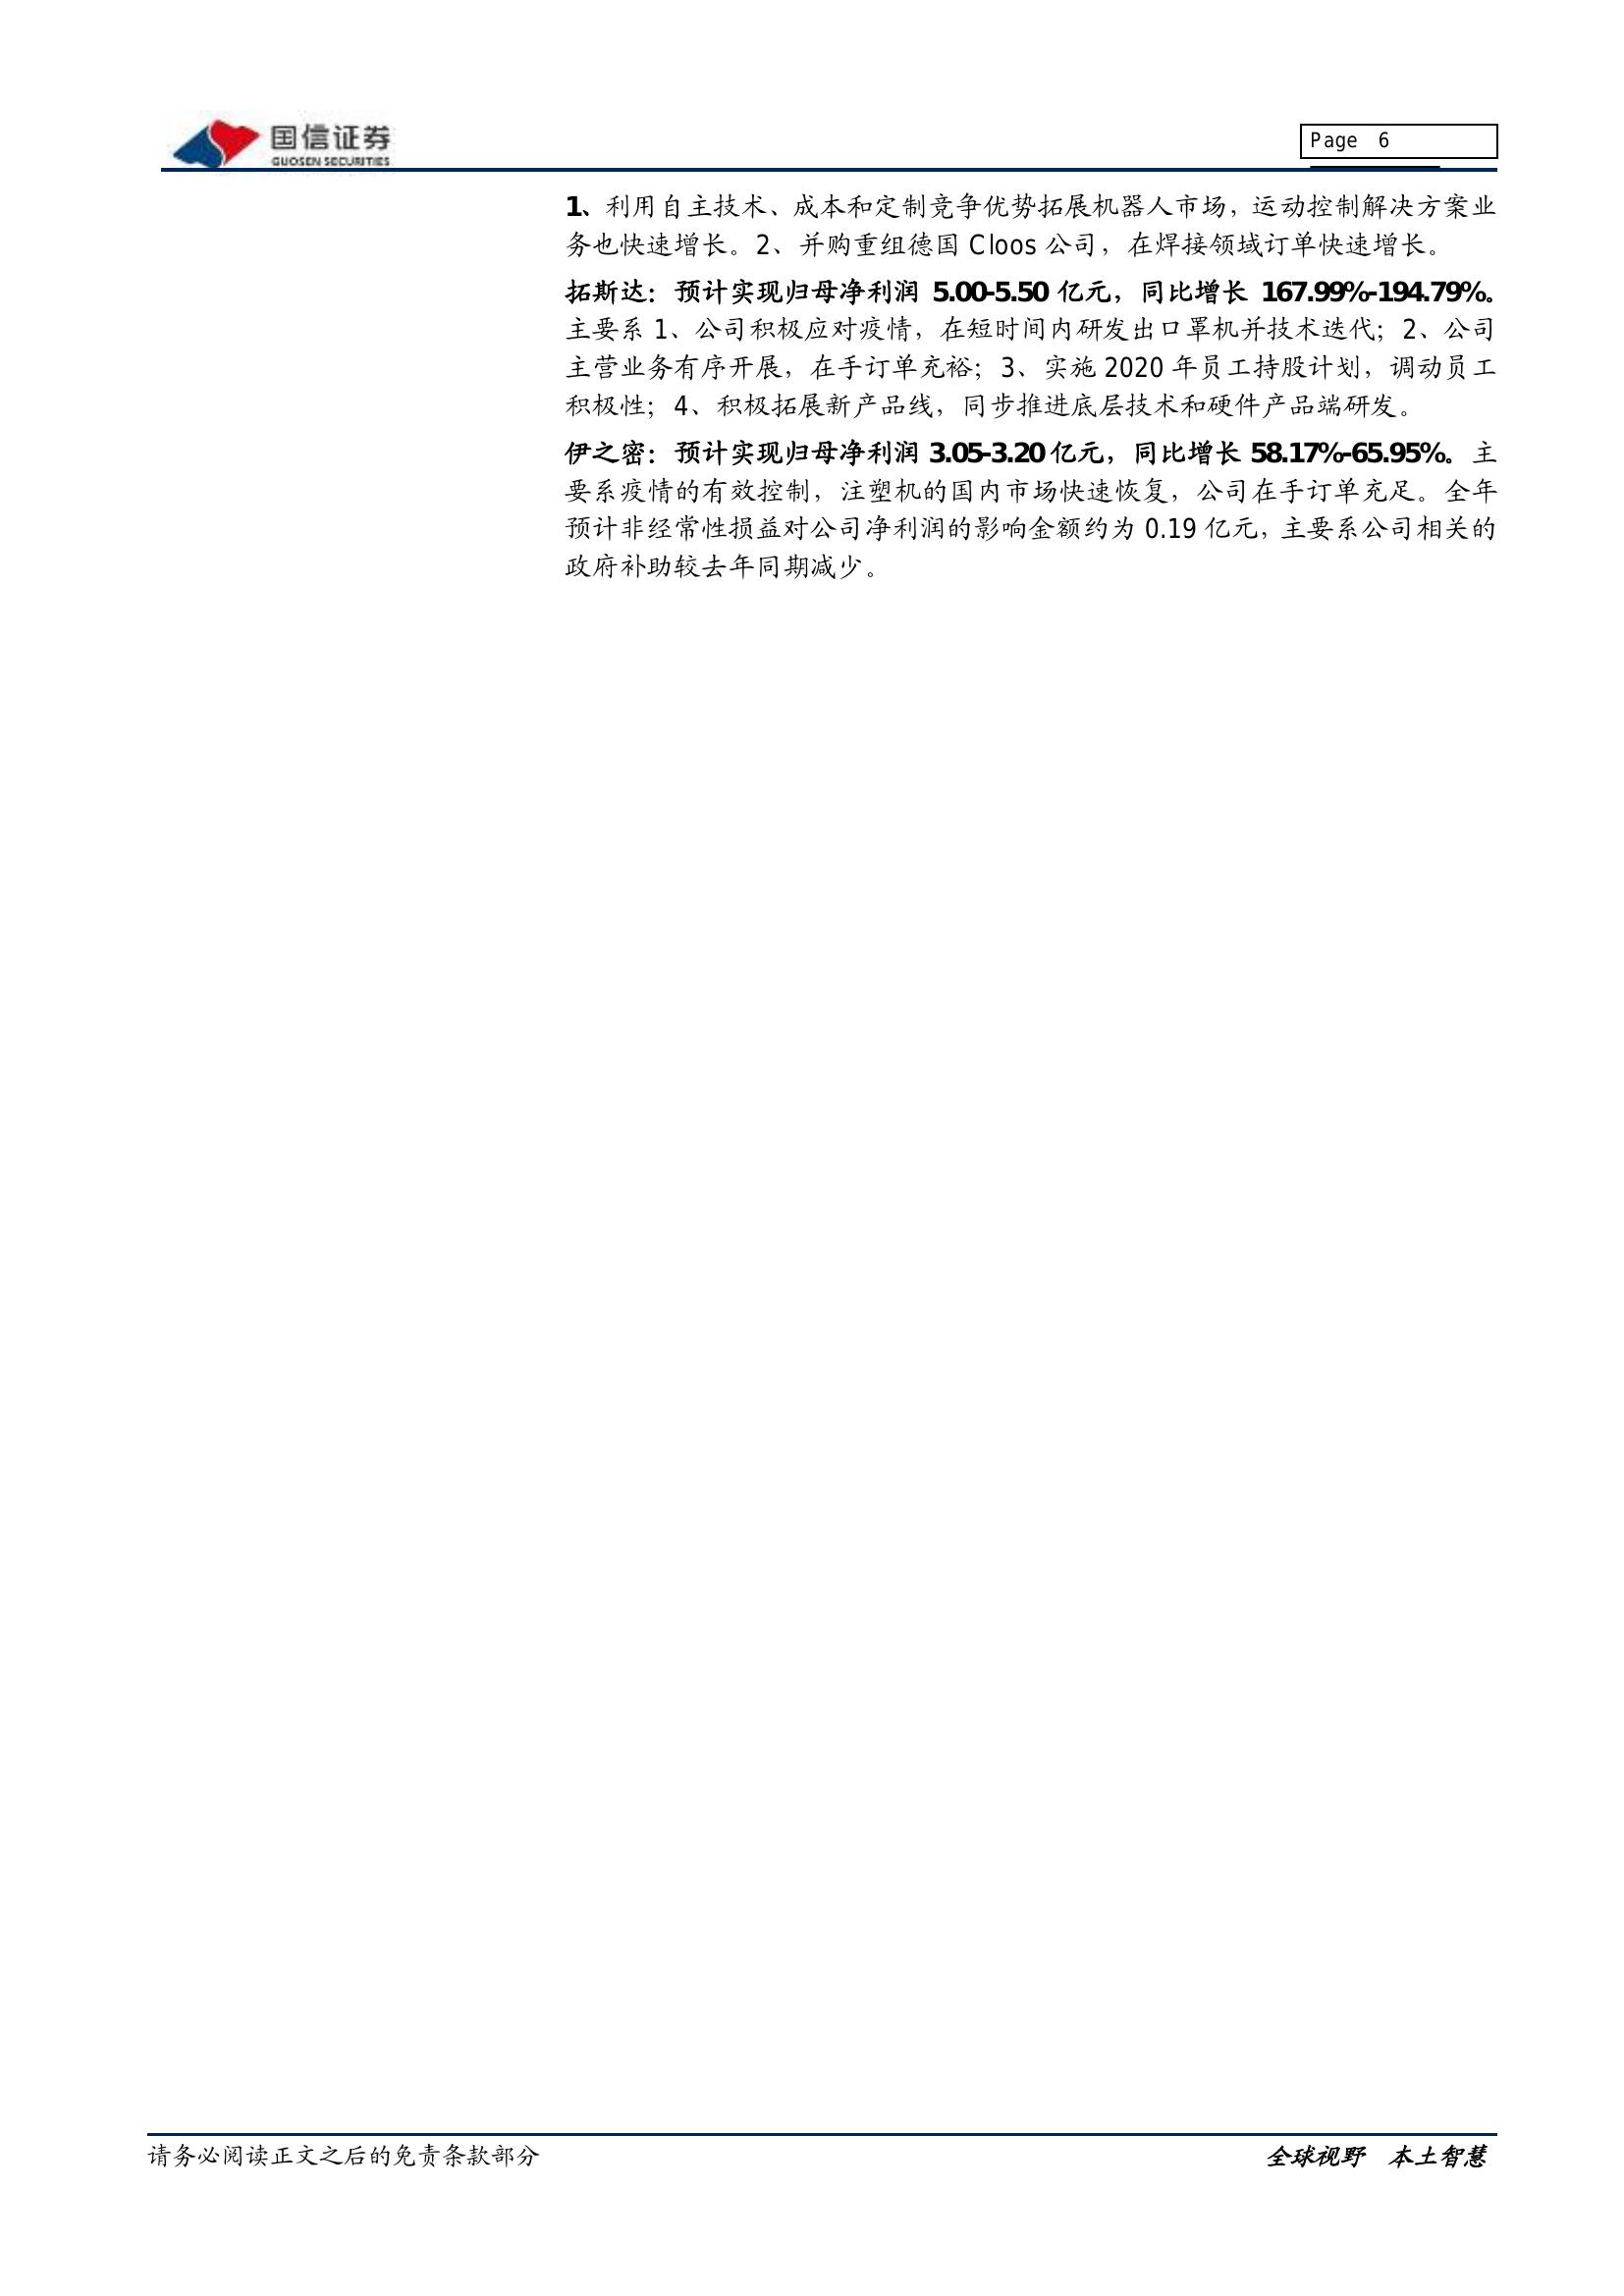 国信证券
GUOSEN SECURITIES
Page 6
1、利用自主技术、成本和定制竞争优势拓展机器人市场，运动控制解决方案业
务也快速增长。2、并购重组德国 Cloos 公司，在焊接领域订单快速增长。
拓斯达：预计实现归母净利润 5.00-5.50 亿元，同比增长 167.99%-194.79%。
主要系 1、公司积极应对疫情，在短时间内研发出口罩机并技术迭代；2、公司
主营业务有序开展，在手订单充裕；3、实施 2020 年员工持股计划，调动员工
积极性；4、积极拓展新产品线，同步推进底层技术和硬件产品端研发。
伊之密：预计实现归母净利润 3.05-3.20 亿元，同比增长 58.17%-65.95%。主
要系疫情的有效控制，注塑机的国内市场快速恢复，公司在手订单充足。全年
预计非经常性损益对公司净利润的影响金额约为 0.19 亿元，主要系公司相关的
政府补助较去年同期减少。
请务必阅读正文之后的免责条款部分
全球视野 本土智慧